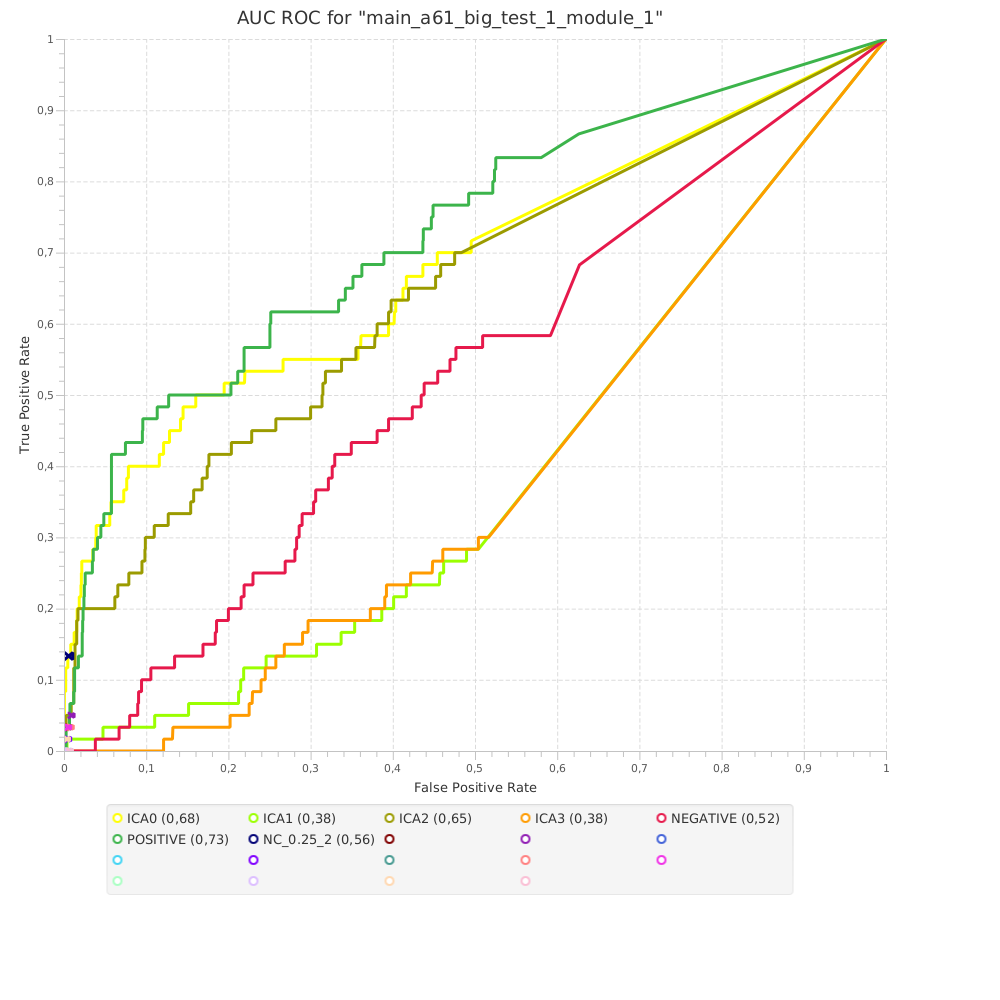 AUC ROC for "main_a61_big_test_1_module_1"
1
0,9
0,8
0,7
0,6
0,5
0,4
0,3
0,2
0,1
0
True Positive Rate
0 0,1 0,2 0,3 0,4 0,5 0,6 0,7 0,8 0,9 1
False Positive Rate
ICA0 (0,68) ICA1 (0,38) ICA2 (0,65) ICA3 (0,38) NEGATIVE (0,52)
POSITIVE (0,73) NC_0.25_2 (0,56)